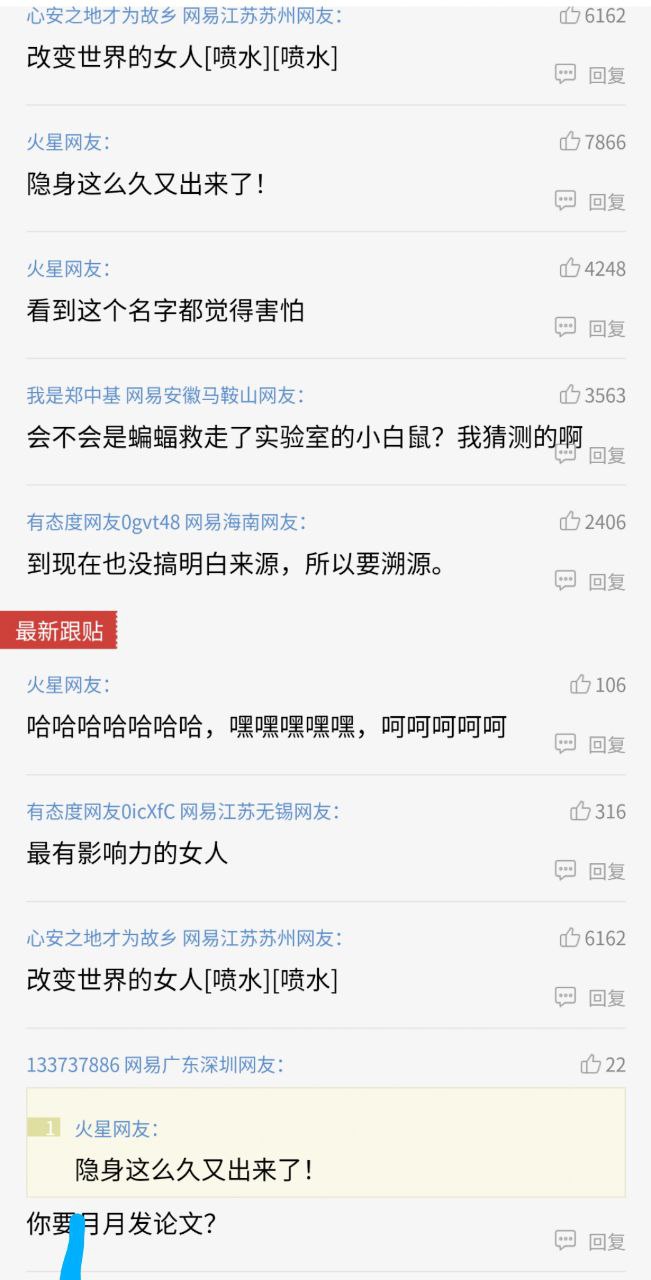 心安之地才为故乡 网易江苏苏州网友：
6162
改变世界的女人[喷水][喷水]
回复
火星网友：
7866
隐身这么久又出来了！
回复
火星网友：
4248
看到这个名字都觉得害怕
回复
我是郑中基 网易安徽马鞍山网友：
3563
会不会是蝙蝠救走了实验室的小白鼠？我猜测的啊
回复
有态度网友0gvt48 网易海南网友：
2406
到现在也没搞明白来源，所以要溯源。
回复
最新跟贴
火星网友：
106
哈哈哈哈哈哈哈，嘿嘿嘿嘿嘿，呵呵呵呵呵
回复
有态度网友0icXfC 网易江苏无锡网友：
316
最有影响力的女人
回复
心安之地才为故乡 网易江苏苏州网友：
6162
改变世界的女人[喷水][喷水]
回复
133737886 网易广东深圳网友：
22
1 火星网友：
隐身这么久又出来了！
你要月月发论文？
回复